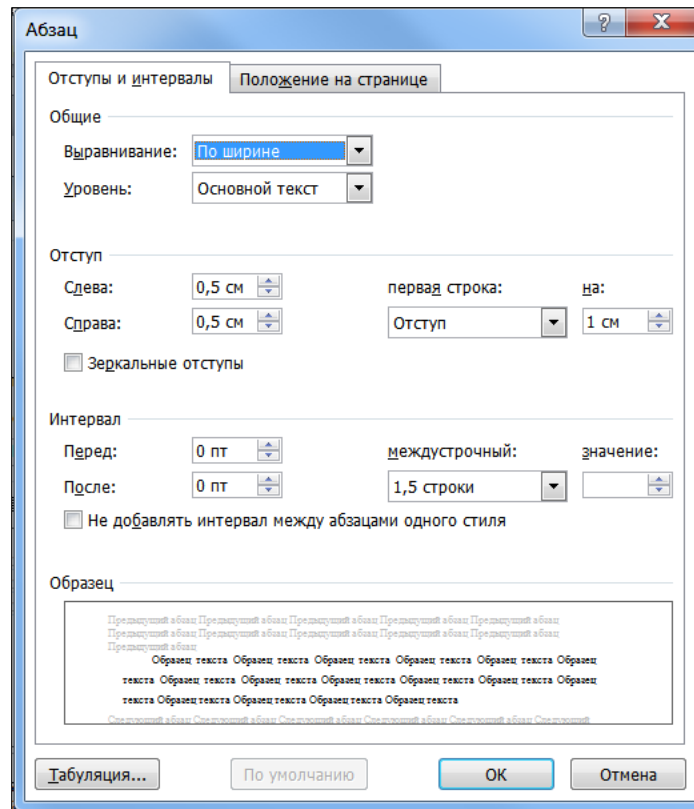 Абзац
Отступы и интервалы Положение на странице
Общие
Выравнивание: По ширине
Уровень: Основной текст
Отступ
Слева: 0,5 см первая строка: на:
Справа: 0,5 см Отступ 1 см
Зеркальные отступы
Интервал
Перед: 0 пт междустрочный: значение:
После: 0 пт 1,5 строки
Не добавлять интервал между абзацами одного стиля
Образец
Предыдущий абзац Предыдущий абзац Предыдущий абзац Предыдущий абзац Предыдущий абзац
Предыдущий абзац Предыдущий абзац Предыдущий абзац Предыдущий абзац Предыдущий абзац
Предыдущий абзац
Образец текста Образец текста Образец текста Образец текста Образец текста Образец
текста Образец текста Образец текста Образец текста Образец текста Образец текста Образец
текста Образец текста Образец текста Образец текста Образец текста
Следующий абзац Следующий абзац Следующий абзац Следующий абзац Следующий абзац Следующий
Табуляция... По умолчанию ОК Отмена